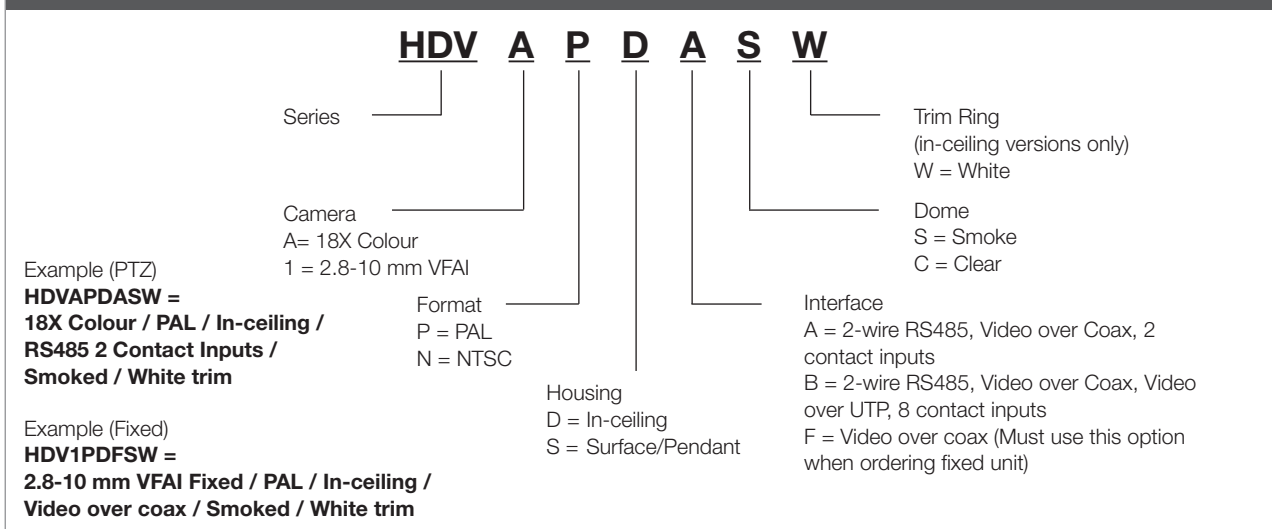 HDV A P D A S W
Series
Trim Ring
(in-ceiling versions only)
W = White
Camera
A= 18X Colour
1 = 2.8-10 mm VFAI
Dome
S = Smoke
C = Clear
Example (PTZ)
HDVAPDASW =
18X Colour / PAL / In-ceiling /
RS485 2 Contact Inputs /
Smoked / White trim
Format
P = PAL
N = NTSC
Interface
A = 2-wire RS485, Video over Coax, 2
contact inputs
B = 2-wire RS485, Video over Coax, Video
over UTP, 8 contact inputs
F = Video over coax (Must use this option
when ordering fixed unit)
Housing
D = In-ceiling
S = Surface/Pendant
Example (Fixed)
HDV1PDFSW =
2.8-10 mm VFAI Fixed / PAL / In-ceiling /
Video over coax / Smoked / White trim